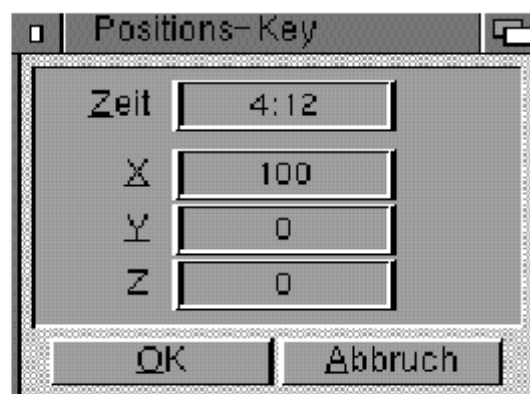 Positions-Key
Zeit 4:12
X 100
Y 0
Z 0
OK Abbruch